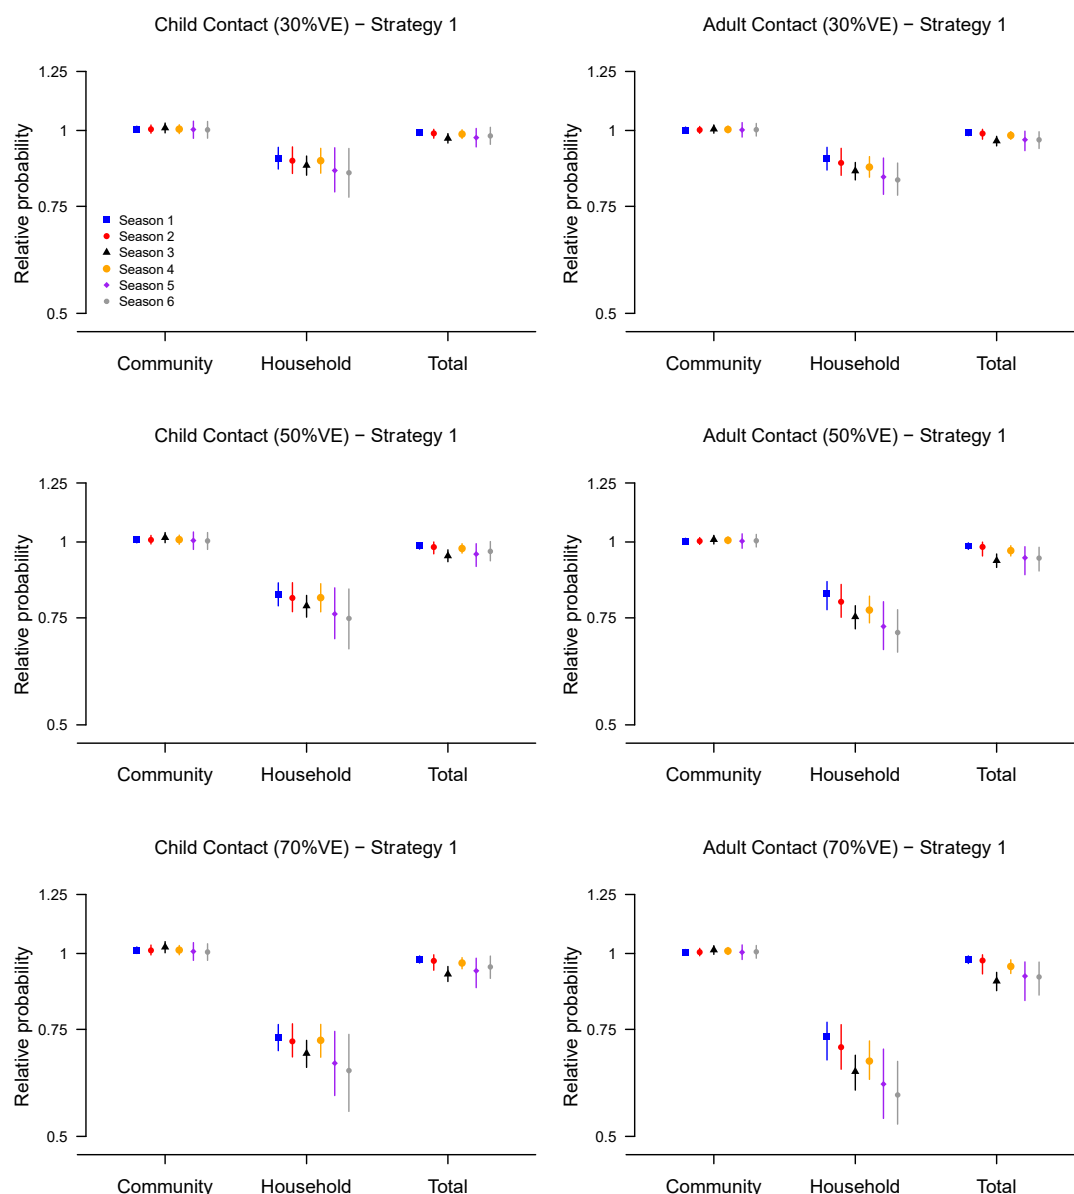 Child Contact (30%VE) − Strategy 1
1.25
1
0.75
0.5
Relative probability
Season 1
Season 2
Season 3
Season 4
Season 5
Season 6
Community
Household
Total
Adult Contact (30%VE) − Strategy 1
1.25
1
0.75
0.5
Relative probability
Community
Household
Total
Child Contact (50%VE) − Strategy 1
1.25
1
0.75
0.5
Relative probability
Community
Household
Total
Adult Contact (50%VE) − Strategy 1
1.25
1
0.75
0.5
Relative probability
Community
Household
Total
Child Contact (70%VE) − Strategy 1
1.25
1
0.75
0.5
Relative probability
Community
Household
Total
Adult Contact (70%VE) − Strategy 1
1.25
1
0.75
0.5
Relative probability
Community
Household
Total